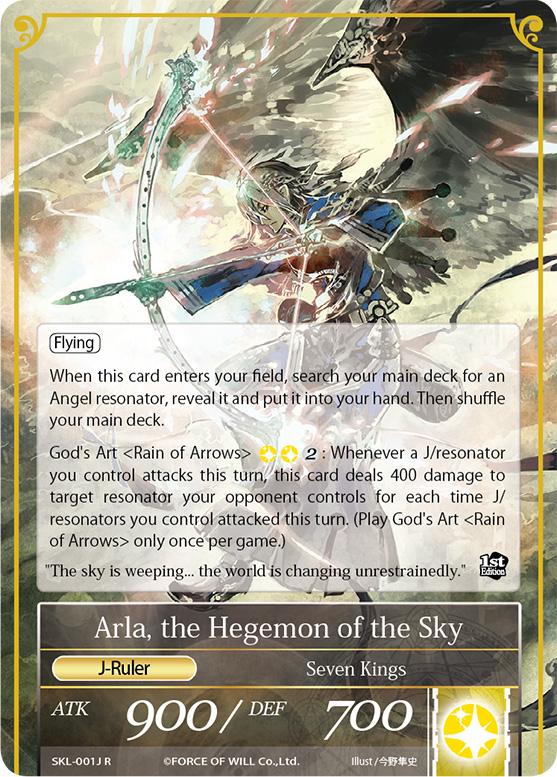 Flying
When this card enters your field, search your main deck for an
Angel resonator, reveal it and put it into your hand. Then shuffle
your main deck.
God's Art <Rain of Arrows> 2 : Whenever a J/resonator
you control attacks this turn, this card deals 400 damage to
target resonator your opponent controls for each time J/
resonators you control attacked this turn. (Play God's Art <Rain
of Arrows> only once per game.)
"The sky is weeping... the world is changing unrestrainedly."
1st
Edition
Arla, the Hegemon of the Sky
J-Ruler Seven Kings
ATK 900/ DEF 700
SKL-001J R ©FORCE OF WILL Co.,Ltd. Illust/今野隼史